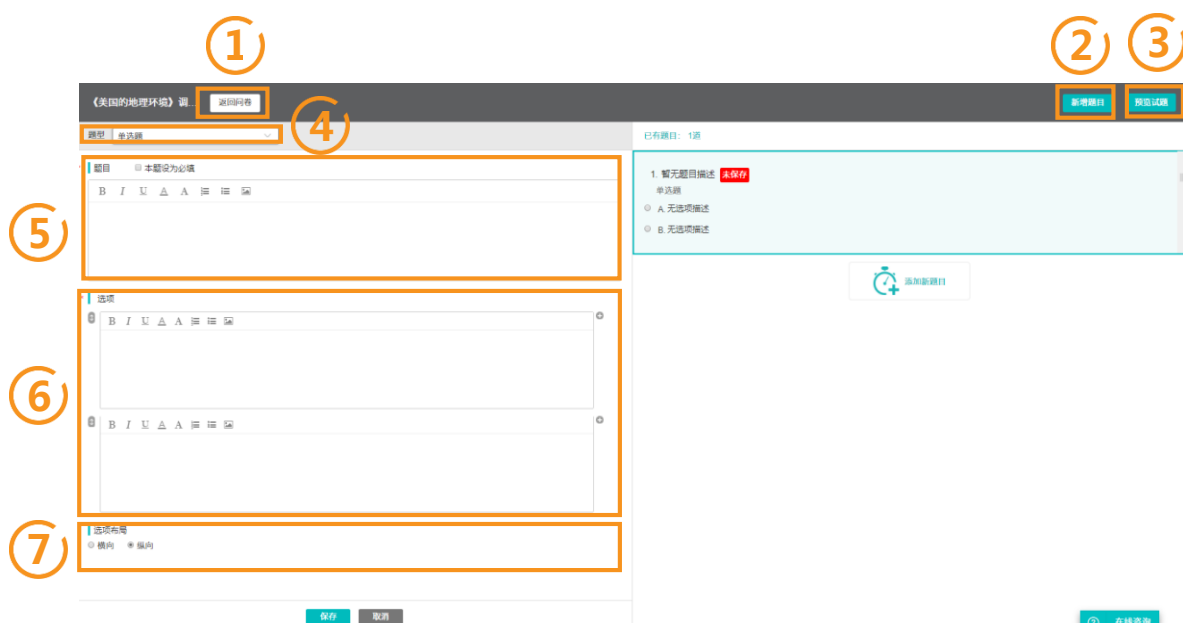 1
2
3
《美国的地理环境》调... 返回问卷 新增题目 预览试题
4
题型 单选题
已有题目： 1道
题目 本题设为必填
B I U A A
5
1. 暂无题目描述 未保存
单选题
A. 无选项描述
B. 无选项描述
添加新题目
选项
B I U A A
6
B I U A A
7
选项布局
横向 纵向
保存 取消
在线咨询